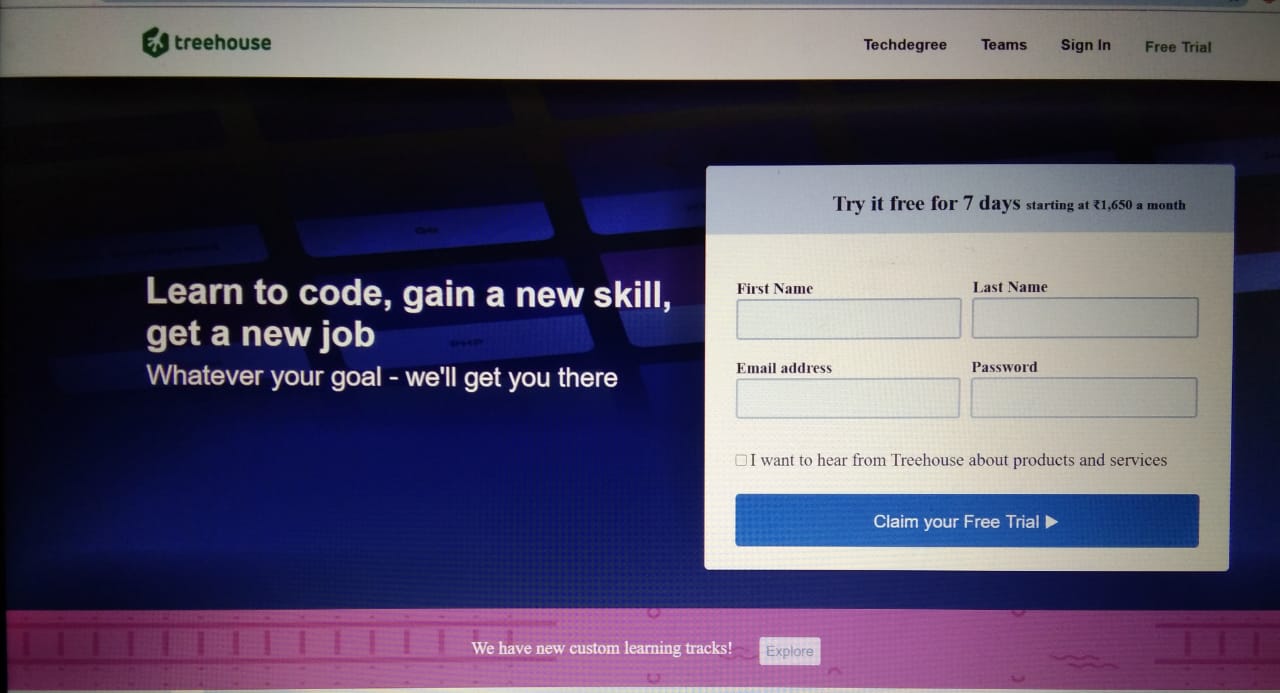 treehouse
Techdegree
Teams
Sign In
Free Trial
Try it free for 7 days starting at ₹1,650 a month
Learn to code, gain a new skill,
get a new job
Whatever your goal - we'll get you there
First Name
Last Name
Email address
Password
I want to hear from Treehouse about products and services
Claim your Free Trial ▶
We have new custom learning tracks!
Explore